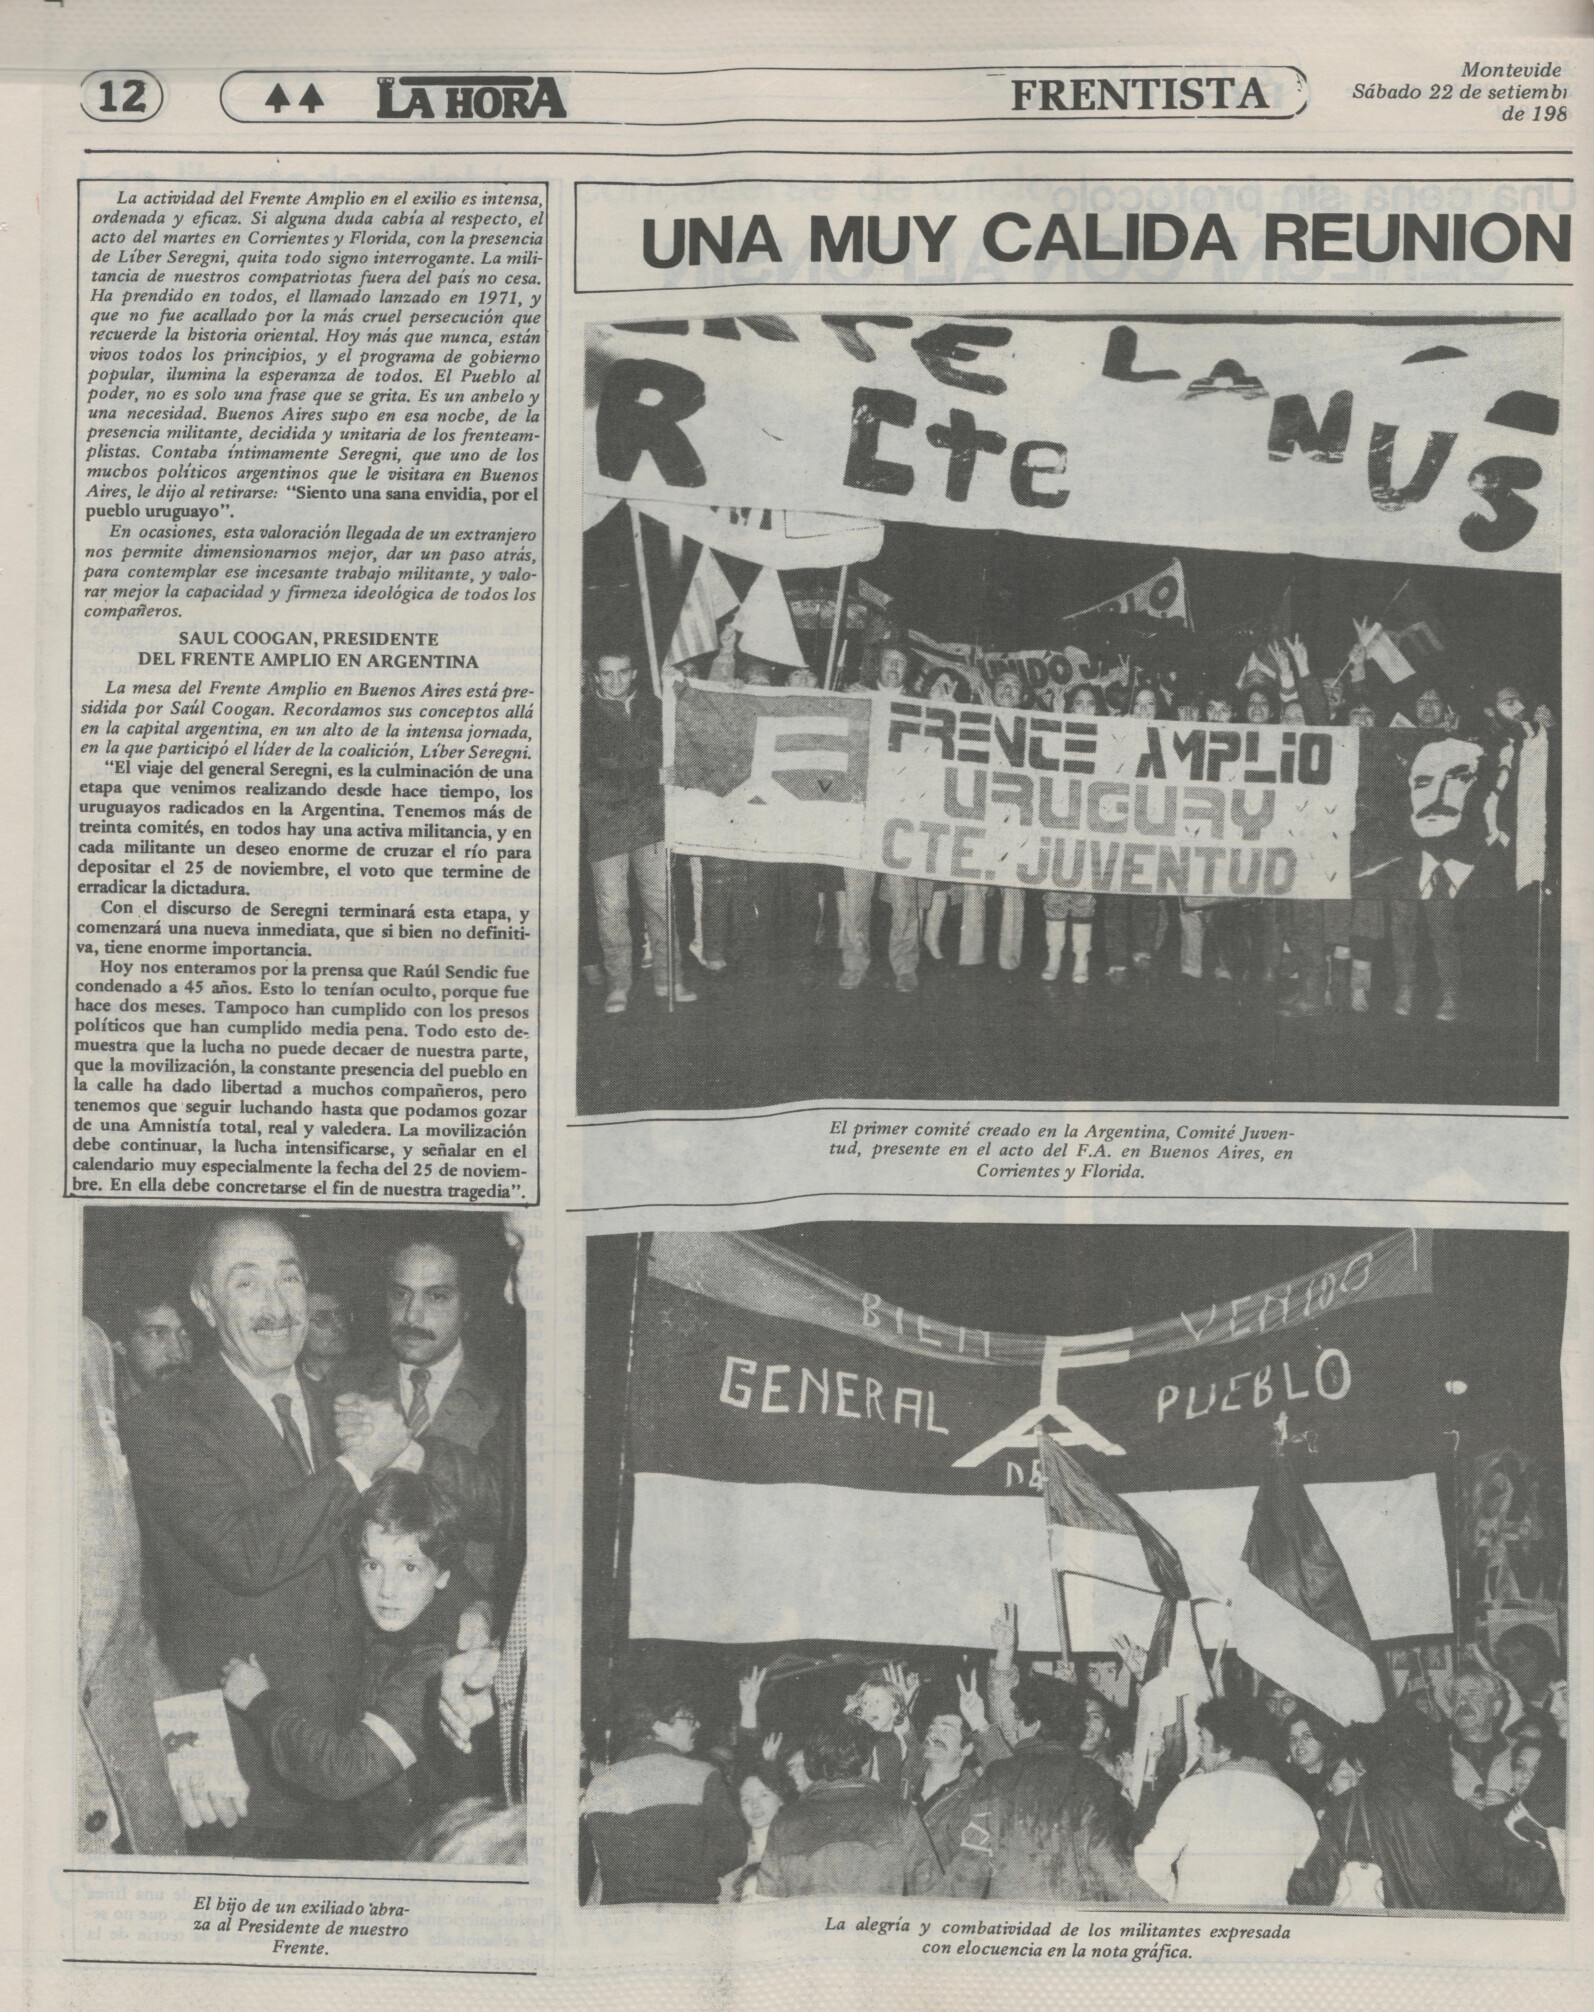 12
EN LA HORA
FRENTISTA
Montevide
Sábado 22 de setiemb
de 198
La actividad del Frente Amplio en el exilio es intensa,
ordenada y eficaz. Si alguna duda cabía al respecto, el
acto del martes en Corrientes y Florida, con la presencia
de Líber Seregni, quita todo signo interrogante. La mili-
tancia de nuestros compatriotas fuera del país no cesa.
Ha prendido en todos, el llamado lanzado en 1971, y
que no fue acallado por la más cruel persecución que
recuerde la historia oriental. Hoy más que nunca, están
vivos todos los principios, y el programa de gobierno
popular, ilumina la esperanza de todos. El Pueblo al
poder, no es solo una frase que se grita. Es un anhelo y
una necesidad. Buenos Aires supo en esa noche, de la
presencia militante, decidida y unitaria de los frenteam-
plistas. Contaba íntimamente Seregni, que uno de los
muchos políticos argentinos que le visitara en Buenos
Aires, le dijo al retirarse: "Siento una sana envidia, por el
pueblo uruguayo".
En ocasiones, esta valoración llegada de un extranjero
nos permite dimensionarnos mejor, dar un paso atrás,
para contemplar ese incesante trabajo militante, y valo-
rar mejor la capacidad y firmeza ideológica de todos los
compañeros.
SAUL COOGAN, PRESIDENTE
DEL FRENTE AMPLIO EN ARGENTINA
La mesa del Frente Amplio en Buenos Aires está pre-
sidida por Saúl Coogan. Recordamos sus conceptos allá
en la capital argentina, en un alto de la intensa jornada,
en la que participó el líder de la coalición, Líber Seregni.
"El viaje del general Seregni, es la culminación de una
etapa que venimos realizando desde hace tiempo, los
uruguayos radicados en la Argentina. Tenemos más de
treinta comités, en todos hay una activa militancia, y en
cada militante un deseo enorme de cruzar el río para
depositar el 25 de noviembre, el voto que termine de
erradicar la dictadura.
Con el discurso de Seregni terminará esta etapa, y
comenzará una nueva inmediata, que si bien no definiti-
va, tiene enorme importancia.
Hoy nos enteramos por la prensa que Raúl Sendic fue
condenado a 45 años. Esto lo tenían oculto, porque fue
hace dos meses. Tampoco han cumplido con los presos
políticos que han cumplido media pena. Todo esto de-
muestra que la lucha no puede decaer de nuestra parte,
que la movilización, la constante presencia del pueblo en
la calle ha dado libertad a muchos compañeros, pero
tenemos que seguir luchando hasta que podamos gozar
de una Amnistía total, real y valedera. La movilización
debe continuar, la lucha intensificarse, y señalar en el
calendario muy especialmente la fecha del 25 de noviem-
bre. En ella debe concretarse el fin de nuestra tragedia".
El hijo de un exiliado abra-
za al Presidente de nuestro
Frente.
UNA MUY CALIDA REUNION
LANÚS
R Cte
FRENTE AMPLIO
URUGUAY
CTE. JUVENTUD
El primer comité creado en la Argentina, Comité Juven-
tud, presente en el acto del F.A. en Buenos Aires, en
Corrientes y Florida.
BIEN VENIDO
GENERAL PUEBLO
DE
La alegría y combatividad de los militantes expresada
con elocuencia en la nota gráfica.